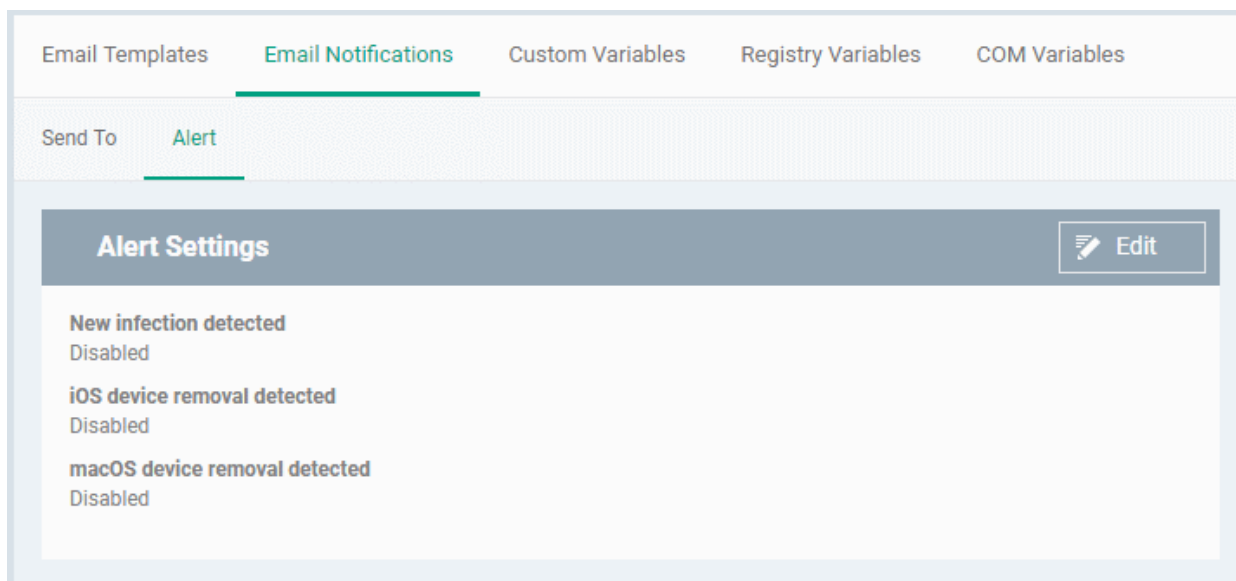 Email Templates Email Notifications Custom Variables Registry Variables COM Variables
Send To Alert
Alert Settings Edit
New infection detected
Disabled
iOS device removal detected
Disabled
macOS device removal detected
Disabled